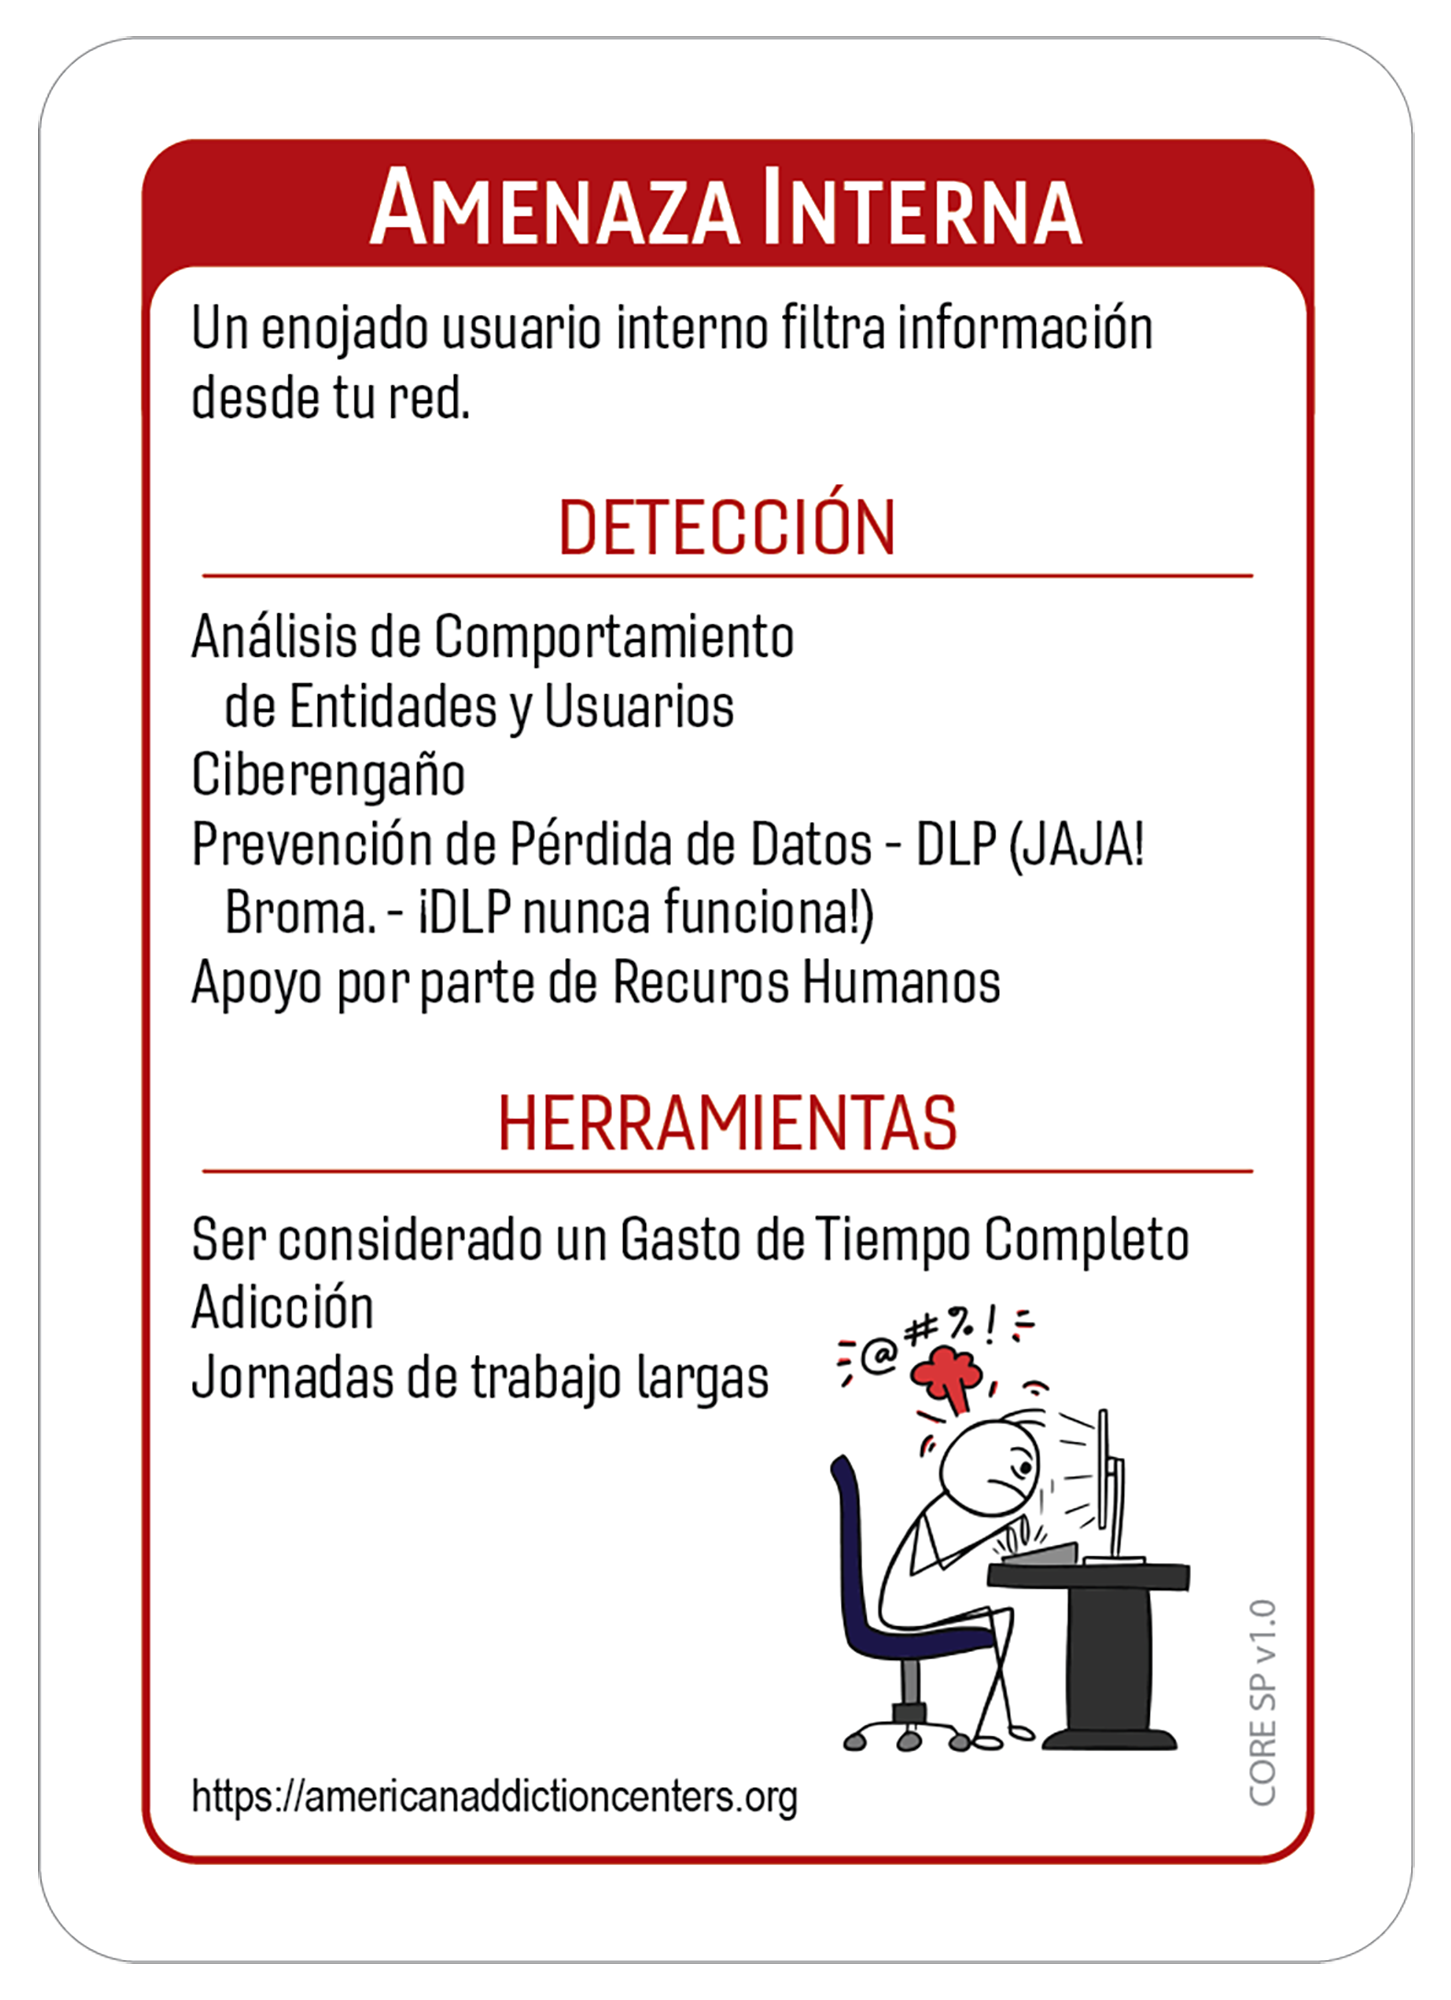 AMENAZA INTERNA
Un enojado usuario interno filtra información
desde tu red.
DETECCIÓN
Análisis de Comportamiento
de Entidades y Usuarios
Ciberengaño
Prevención de Pérdida de Datos - DLP (JAJA!
Broma. - ¡DLP nunca funciona!)
Apoyo por parte de Recuros Humanos
HERRAMIENTAS
Ser considerado un Gasto de Tiempo Completo
Adicción
Jornadas de trabajo largas
@#%!
https://americanaddictioncenters.org
CORE SP v1.0